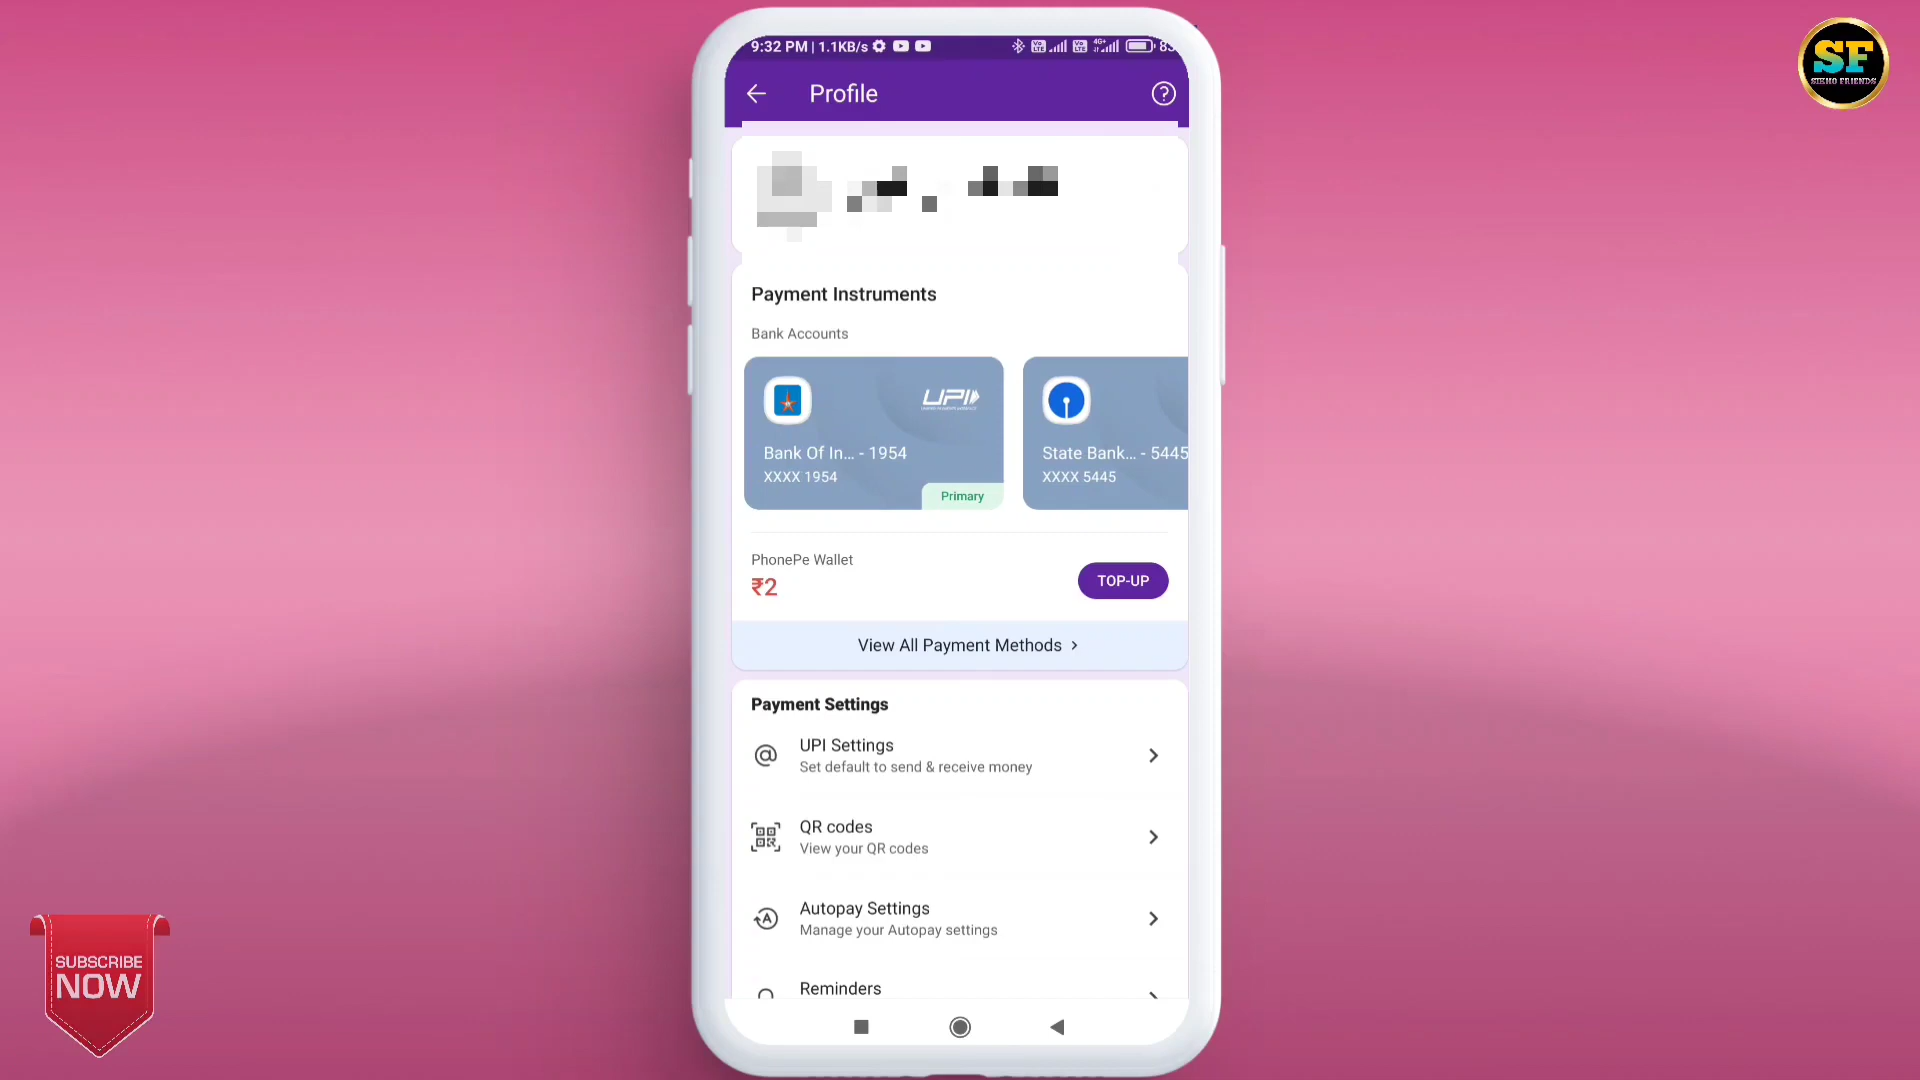 9:32 PM | 1.1KB/s
4G+
Profile
SF
SIKHO FRIENDS
Payment Instruments
Bank Accounts
UPI
Bank Of In... - 1954
XXXX 1954
Primary
State Bank... - 5445
XXXX 5445
PhonePe Wallet
₹2
TOP-UP
View All Payment Methods
Payment Settings
UPI Settings
Set default to send & receive money
QR codes
View your QR codes
Autopay Settings
Manage your Autopay settings
Reminders
SUBSCRIBE
NOW